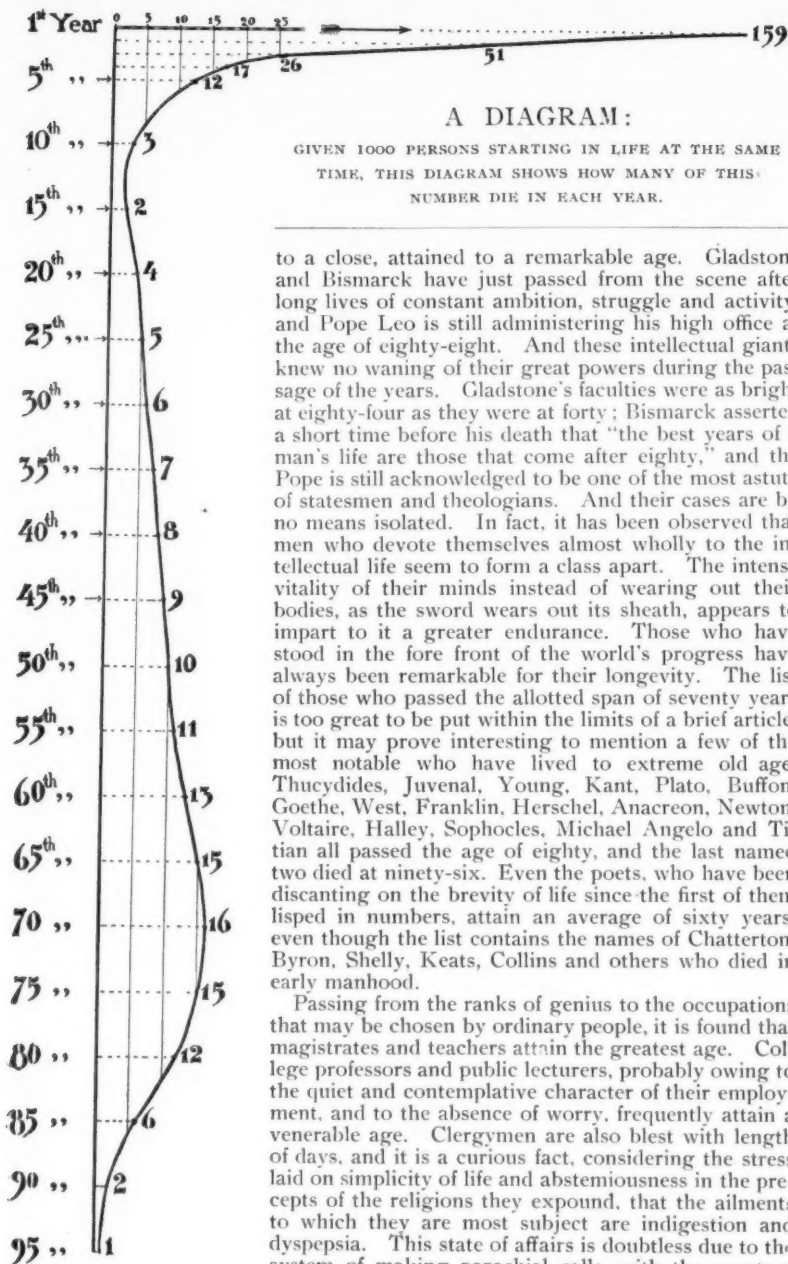 1st Year 0 5 10 15 20 25
159
51
26
17
5th ,, 12
A DIAGRAM:
10th ,, 3
GIVEN 1000 PERSONS STARTING IN LIFE AT THE SAME
TIME, THIS DIAGRAM SHOWS HOW MANY OF THIS
NUMBER DIE IN EACH YEAR.
15th ,, 2
20th ,, 4
25th ,, 5
30th ,, 6
35th ,, 7
40th ,, 8
45th ,, 9
50th ,, 10
55th ,, 11
60th ,, 13
65th ,, 15
70 ,, 16
75 ,, 15
80 ,, 12
85 ,, 6
90 ,, 2
95 ,, 1
to a close, attained to a remarkable age. Gladston
and Bismarck have just passed from the scene afte
long lives of constant ambition, struggle and activity
and Pope Leo is still administering his high office a
the age of eighty-eight. And these intellectual giant
knew no waning of their great powers during the pas
sage of the years. Gladstone's faculties were as brigh
at eighty-four as they were at forty; Bismarck asserte
a short time before his death that "the best years of
man's life are those that come after eighty," and th
Pope is still acknowledged to be one of the most astut
of statesmen and theologians. And their cases are b
no means isolated. In fact, it has been observed tha
men who devote themselves almost wholly to the in
tellectual life seem to form a class apart. The intens
vitality of their minds instead of wearing out thei
bodies, as the sword wears out its sheath, appears t
impart to it a greater endurance. Those who hav
stood in the fore front of the world's progress hav
always been remarkable for their longevity. The lis
of those who passed the allotted span of seventy year
is too great to be put within the limits of a brief article
but it may prove interesting to mention a few of th
most notable who have lived to extreme old age
Thucydides, Juvenal, Young, Kant, Plato, Buffon
Goethe, West, Franklin, Herschel, Anacreon, Newton
Voltaire, Halley, Sophocles, Michael Angelo and Ti
tian all passed the age of eighty, and the last named
two died at ninety-six. Even the poets, who have been
discanting on the brevity of life since the first of them
lisped in numbers, attain an average of sixty years
even though the list contains the names of Chatterton
Byron, Shelly, Keats, Collins and others who died in
early manhood.
Passing from the ranks of genius to the occupation
that may be chosen by ordinary people, it is found tha
magistrates and teachers attain the greatest age. Col
lege professors and public lecturers, probably owing to
the quiet and contemplative character of their employ
ment, and to the absence of worry, frequently attain a
venerable age. Clergymen are also blest with length
of days, and it is a curious fact, considering the stress
laid on simplicity of life and abstemiousness in the pre
cepts of the religions they expound, that the ailment
to which they are most subject are indigestion and
dyspepsia. This state of affairs is doubtless due to the